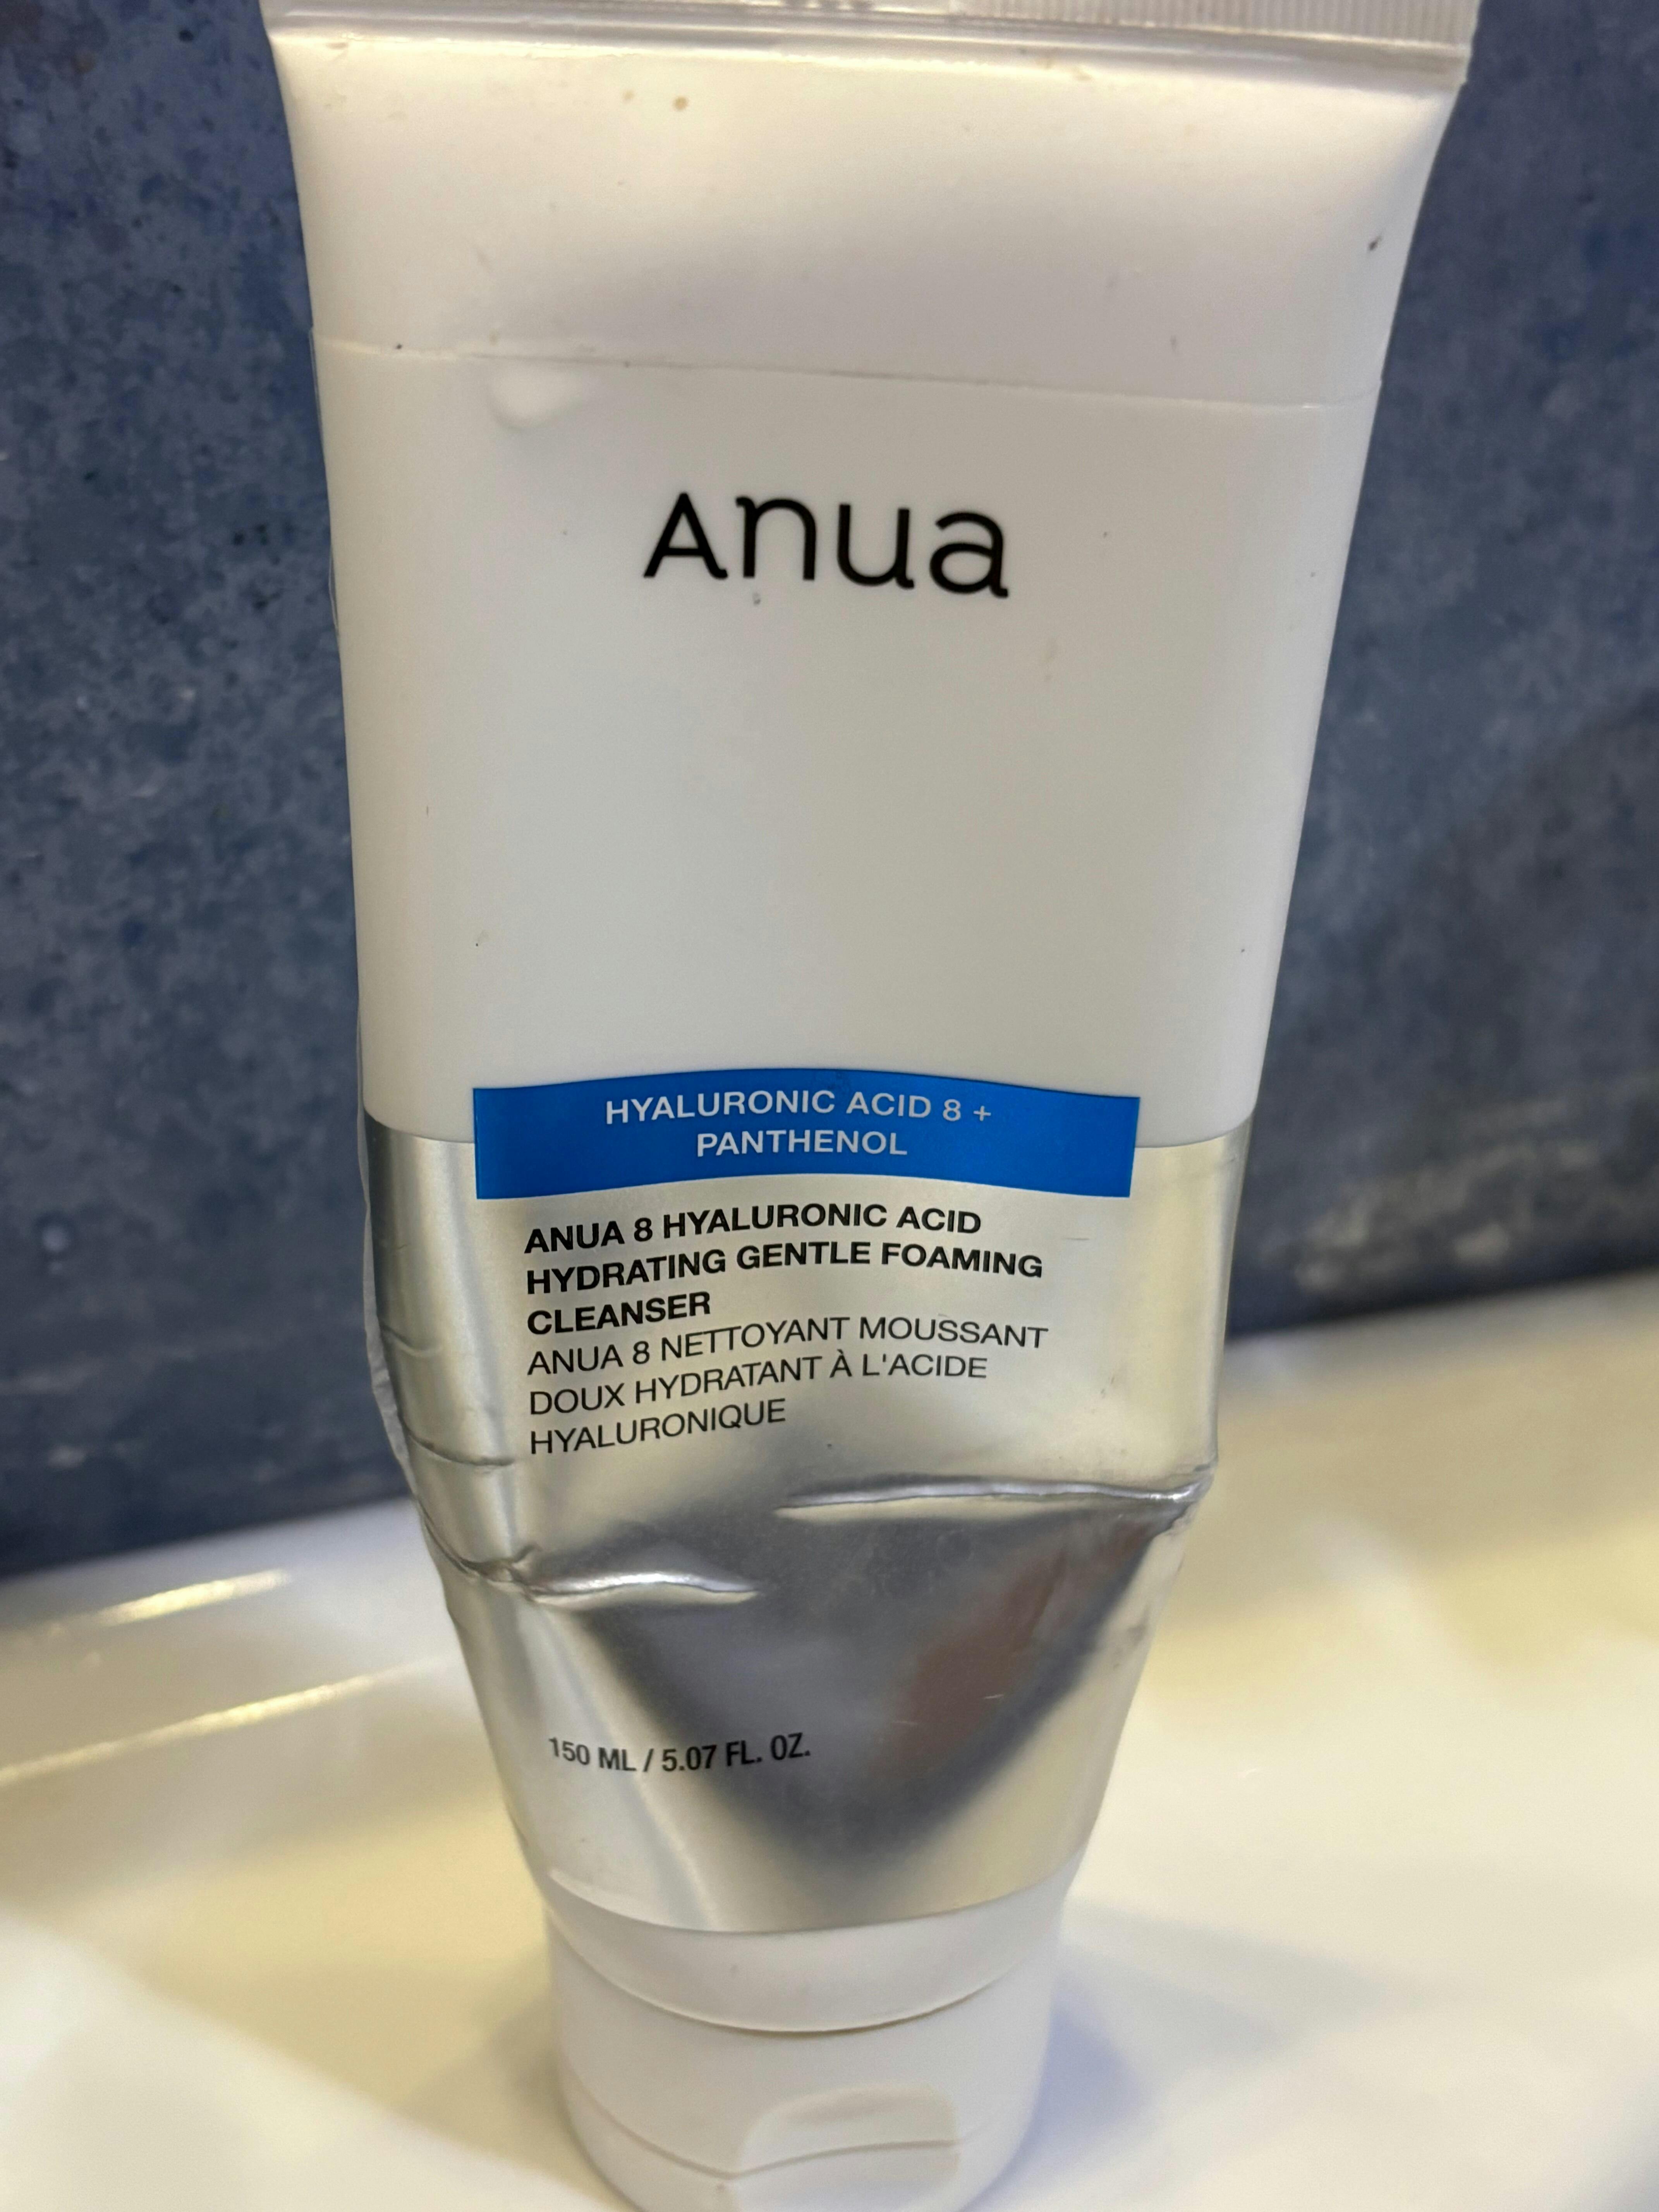 Anua
HYALURONIC ACID 8 +
PANTHENOL
ANUA 8 HYALURONIC ACID
HYDRATING GENTLE FOAMING
CLEANSER
ANUA 8 NETTOYANT MOUSSANT
DOUX HYDRATANT À L'ACIDE
HYALURONIQUE
150 ML / 5.07 FL. OZ.